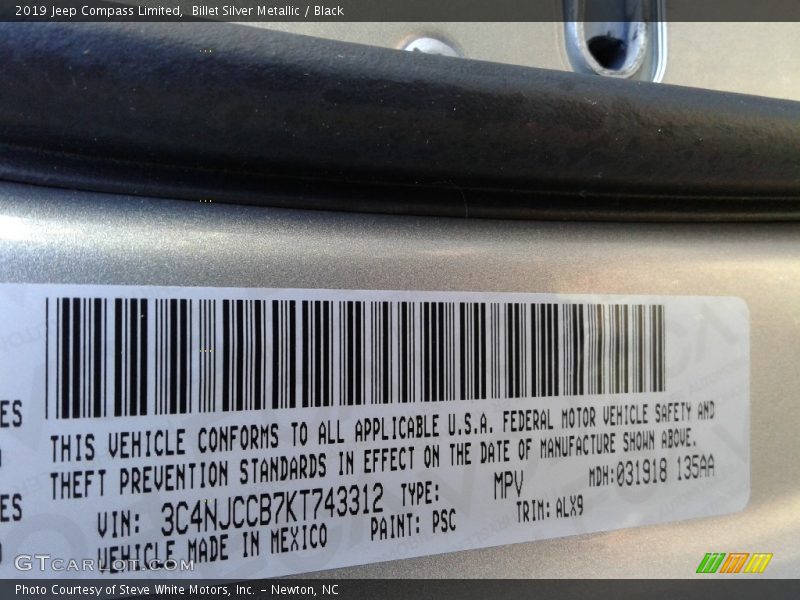 2019 Jeep Compass Limited, Billet Silver Metallic / Black
ES
ES
THIS VEHICLE CONFORMS TO ALL APPLICABLE U.S.A. FEDERAL MOTOR VEHICLE SAFETY AND
THEFT PREVENTION STANDARDS IN EFFECT ON THE DATE OF MANUFACTURE SHOWN ABOVE.
VIN: 3C4NJCCB7KT743312 TYPE: MPV MDH:031918 135AA
VEHICLE MADE IN MEXICO PAINT: PSC TRIM: ALX9
GTCARLOT.COM
Photo Courtesy of Steve White Motors, Inc. – Newton, NC